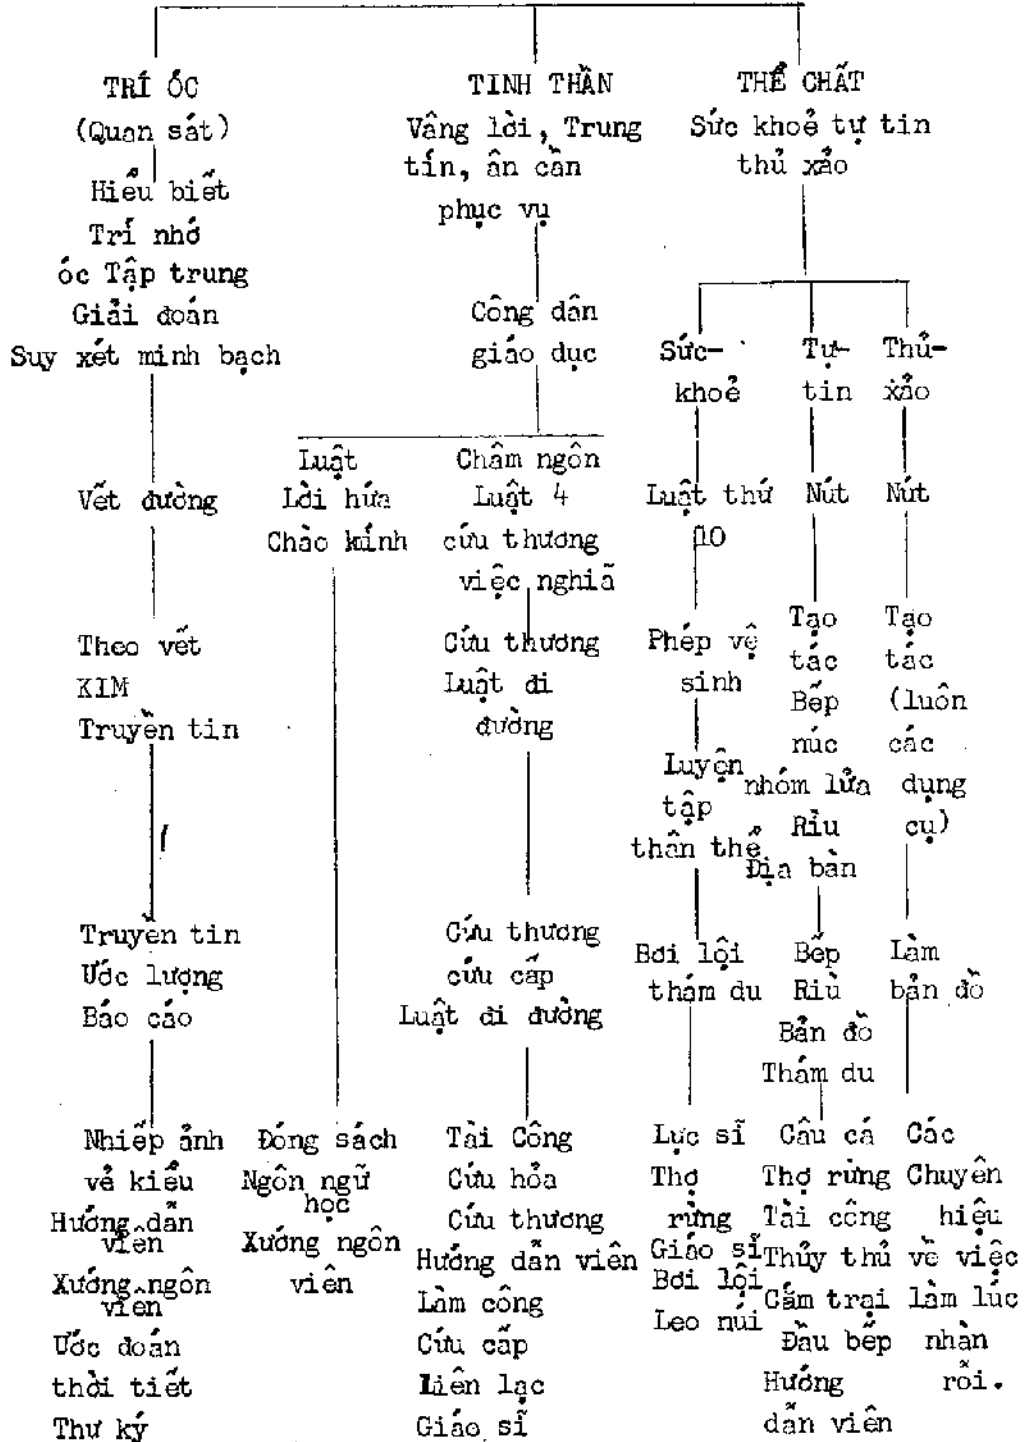 TRÍ ÓC
(Quan sát)
Hiểu biết
Trí nhớ
óc Tập trung
Giải đoán
Suy xét minh bạch
Vết đường
Theo vết
KIM
Truyền tin
Truyền tin
Ước lượng
Báo cáo
Nhiếp ảnh
vẻ kiểu
Hướng dẫn
viên
Xướng ngôn
viên
Ước đoán
thời tiết
Thư ký
TINH THẦN
Vâng lời, Trung
tín, ân cần
phục vụ
Công dân
giáo dục
Luật
Lời hứa
Chào kính
Đóng sách
Ngôn ngữ
học
Xướng ngôn
viên
Châm ngôn
Luật 4
cứu thương
việc nghiã
Cứu thương
Luật đi
đường
Cứu thương
cứu cấp
Luật đi đường
Tài Công
Cứu hỏa
Cứu thương
Hướng dẫn viên
Làm công
Cứu cấp
Liên lạc
Giáo sĩ
THỂ CHẤT
Sức khoẻ tự tin
thủ xảo
Sức-
khoẻ
Luật thứ
10
Phép vệ
sinh
Luyện
tập
thân thể
Bơi lội
thám du
Lực sĩ
Thợ
rừng
Giáo sĩ
Bơi lội
Leo núi
Tự-
tin
Nút
Tạo
tác
Bếp
núc
nhóm lửa
Rìu
Địa bàn
Bếp
Riù
Bản đồ
Thám du
Câu cá
Thợ rừng
Tài công
Thủy thủ
Cắm trại
Đầu bếp
Hướng
dẫn viên
Thủ-
xảo
Nút
Tạo
tác
(luôn
các
dụng
cụ)
Làm
bản đồ
Các
Chuyên
hiệu
về việc
làm lúc
nhàn
rỗi.